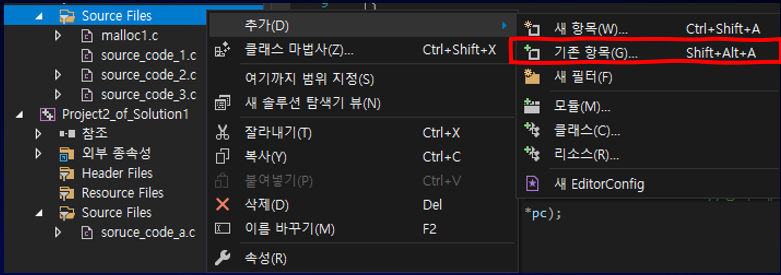 Source Files
malloc1.c
source_code_1.c
source_code_2.c
source_code_3.c
Project2_of_Solution1
참조
외부 종속성
Header Files
Resource Files
Source Files
soruce_code_a.c
9
추가(D)
클래스 마법사(Z)... Ctrl+Shift+X
여기까지 범위 지정(S)
새 솔루션 탐색기 뷰(N)
잘라내기(T) Ctrl+X
복사(Y) Ctrl+C
붙여넣기(P) Ctrl+V
삭제(D) Del
이름 바꾸기(M) F2
속성(R)
새 항목(W)... Ctrl+Shift+A
기존 항목(G)... Shift+Alt+A
새 필터(F)
모듈(M)...
클래스(C)...
리소스(R)...
새 EditorConfig
*pc);